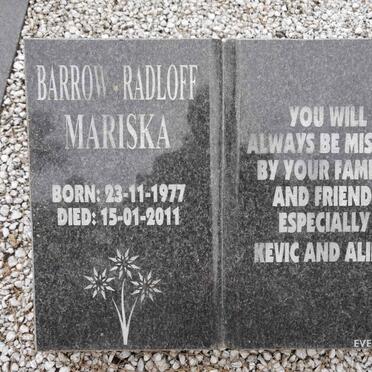 BARROW - RADLOFF
MARISKA
BORN: 23-11-1977
DIED: 15-01-2011
YOU WILL
ALWAYS BE MIS
BY YOUR FAMI
AND FRIEND
ESPECIALLY
KEVIC AND ALI
EVE